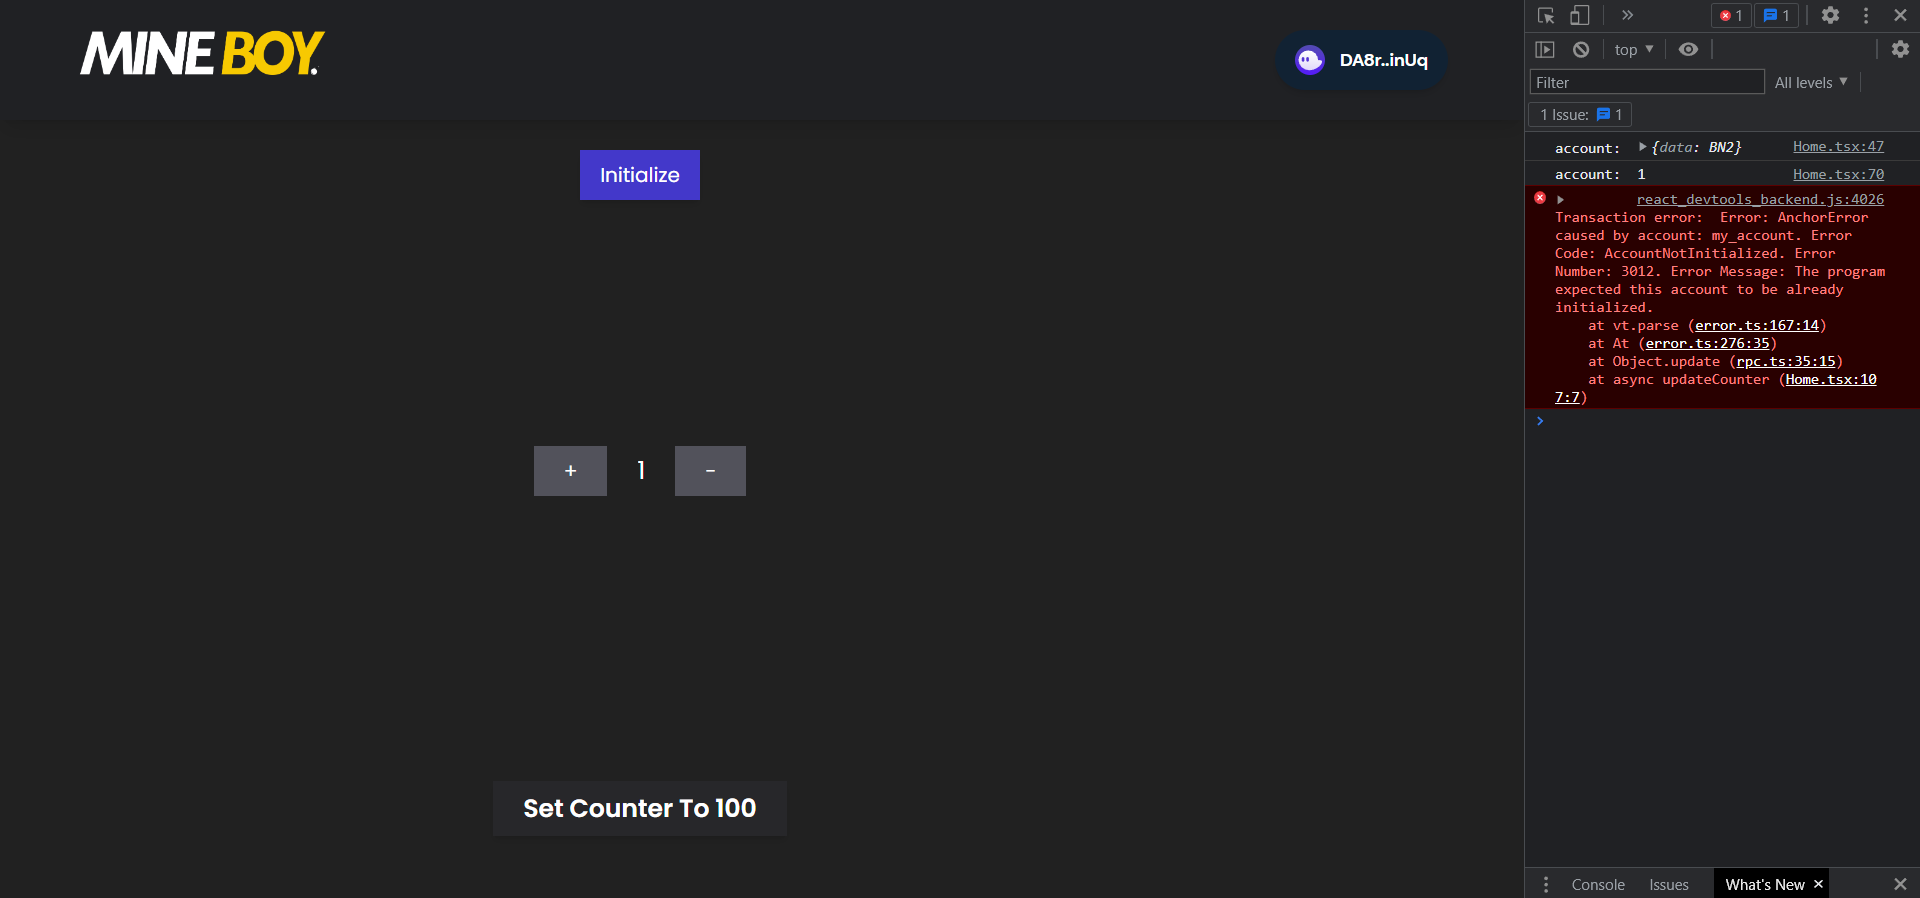 MINE BOY.
DA8r..inUq
Initialize
+ 1 -
Set Counter To 100
1 1
top
Filter
All levels
1 Issue: 1
account: {data: BN2} Home.tsx:47
account: 1 Home.tsx:70
react_devtools_backend.js:4026
Transaction error:  Error: AnchorError
caused by account: my_account. Error
Code: AccountNotInitialized. Error
Number: 3012. Error Message: The program
expected this account to be already
initialized.
at vt.parse (error.ts:167:14)
at At (error.ts:276:35)
at Object.update (rpc.ts:35:15)
at async updateCounter (Home.tsx:10
7:7)
Console Issues What's New